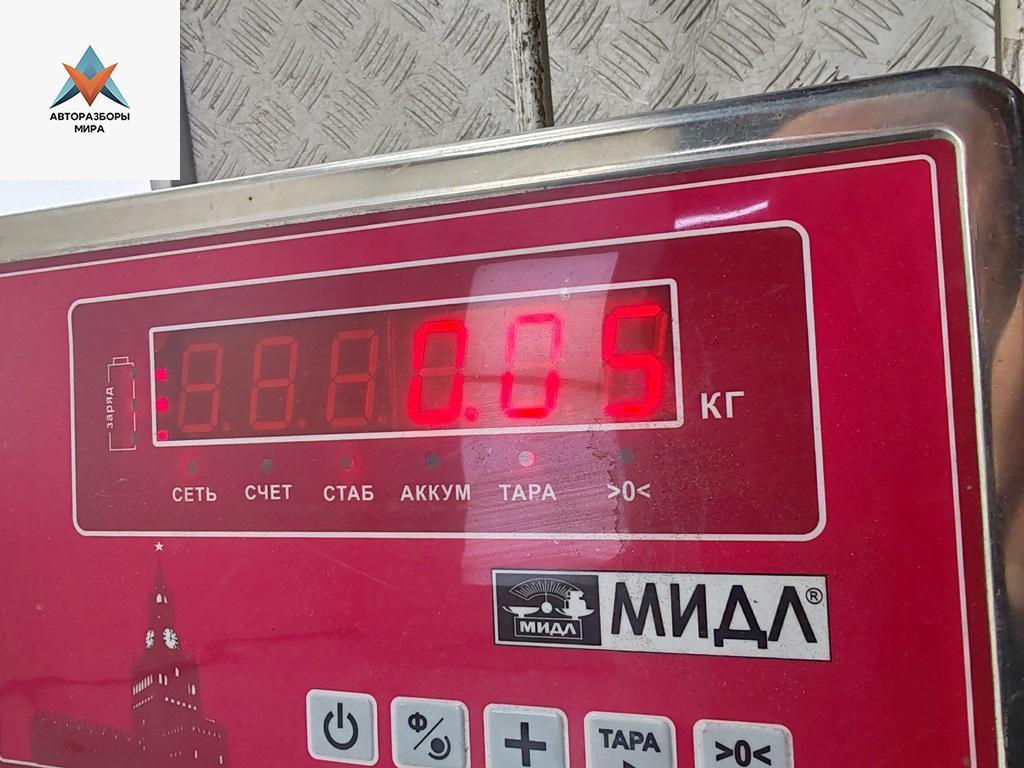 АВТОРАЗБОРЫ
МИРА
заряд
0.05
КГ
СЕТЬ СЧЕТ СТАБ АККУМ ТАРА >0<
МИДЛ МИДЛ®
Ф/
+
ТАРА
>0<